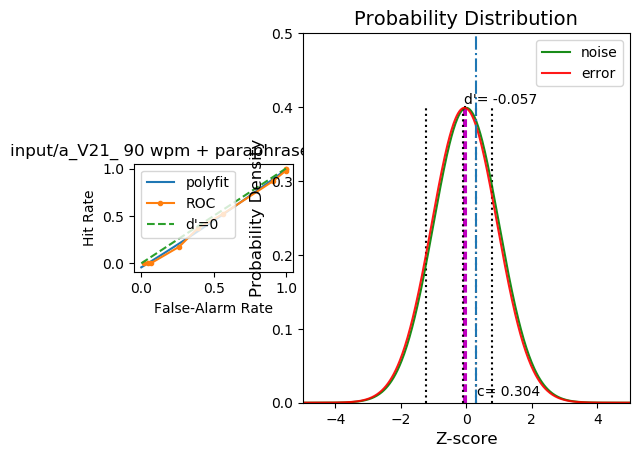 Probability Distribution
input/a_V21_ 90 wpm + paraphrase
Hit Rate
1.0
0.5
0.0
polyfit
ROC
d'=0
0.0
0.5
1.0
False-Alarm Rate
Probability Density
0.5
0.4
0.3
0.2
0.1
0.0
noise
error
d'= -0.057
c= 0.304
−4
−2
0
2
4
Z-score